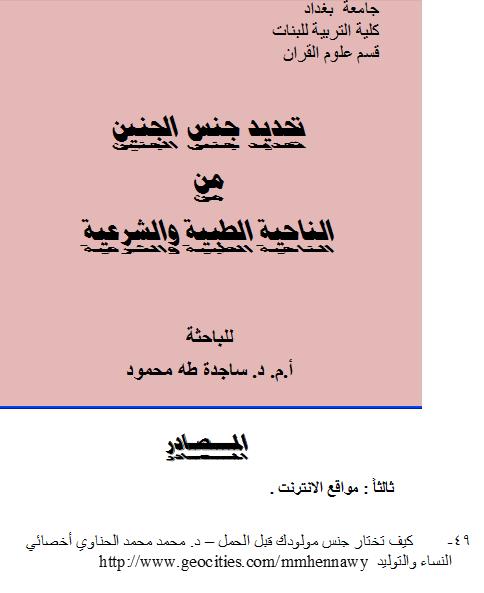 جامعة بغداد
كلية التربية للبنات
قسم علوم القران
تحديد جنس الجنين
من
الناحية الطبية والشرعية
للباحثة
أ.م. د. ساجدة طه محمود
المـــصـادر
ثالثاً : مواقع الانترنت .
٤٩- كيف تختار جنس مولودك قبل الحمل – د. محمد محمد الحناوي أخصائي
النساء والتوليد http://www.geocities.com/mmhennawy